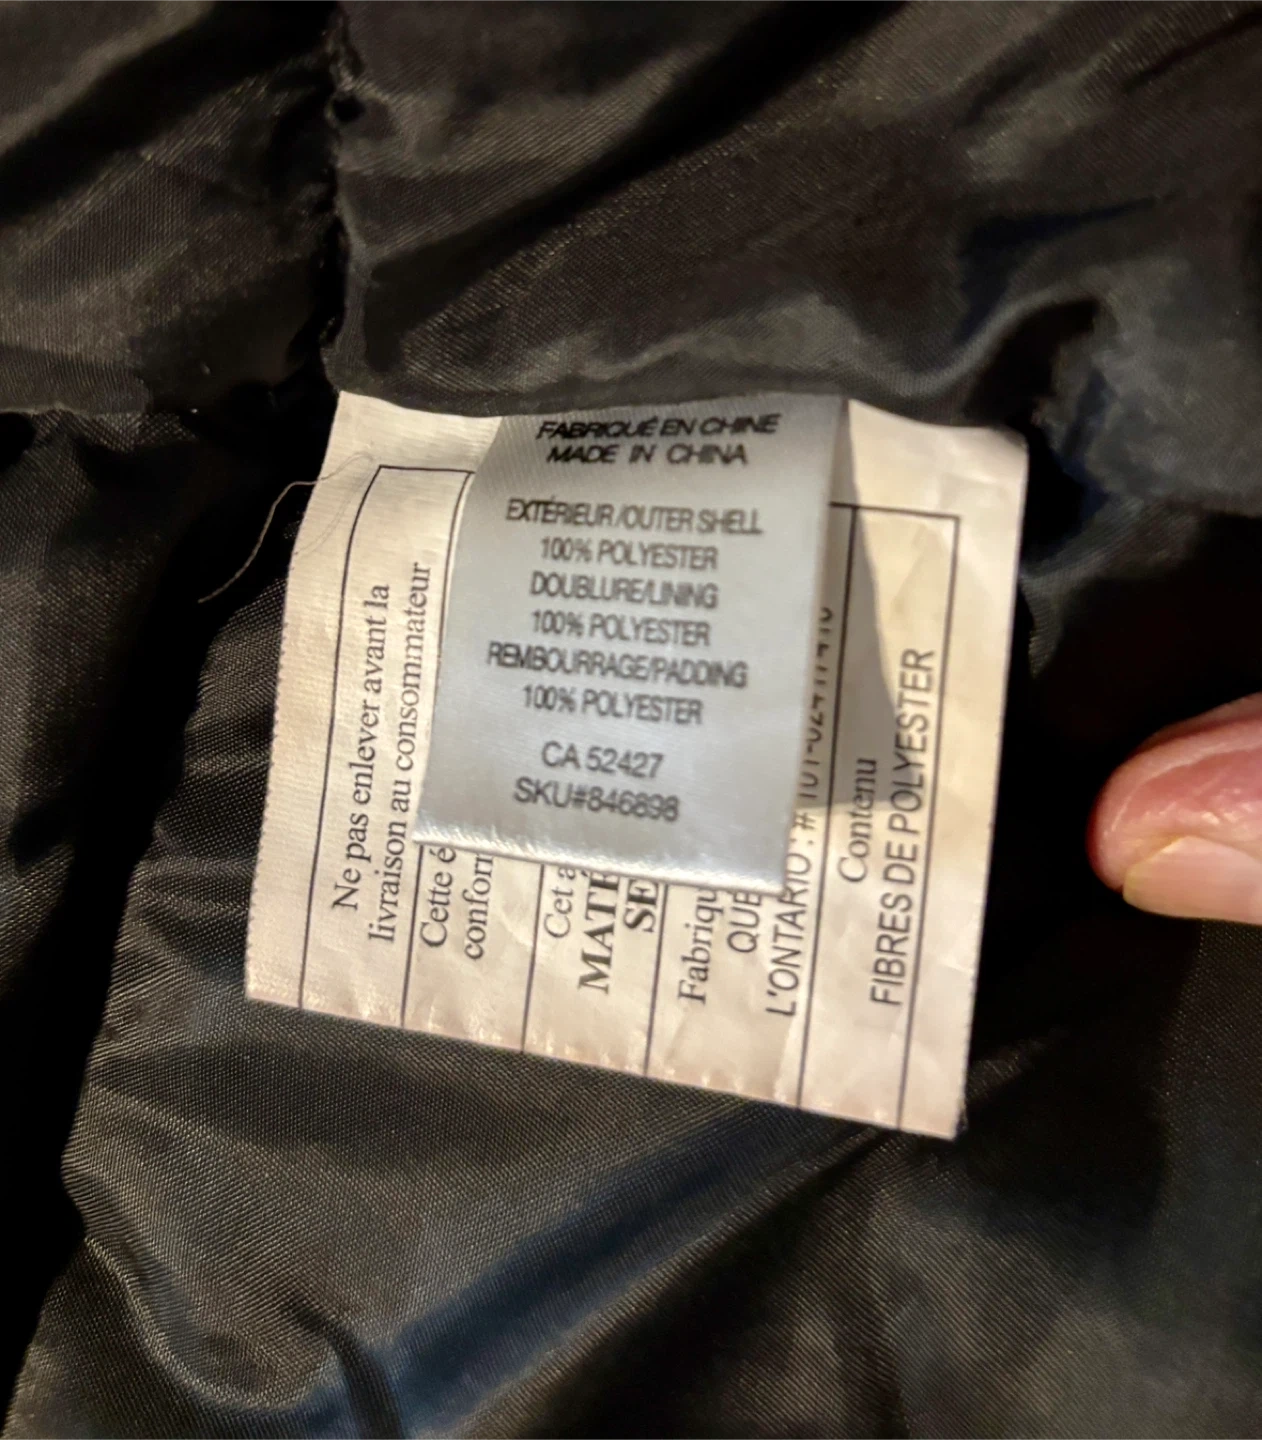 FABRIQUÉ EN CHINE
MADE IN CHINA
EXTÉRIEUR/OUTER SHELL
100% POLYESTER
DOUBLURE/LINING
100% POLYESTER
REMBOURRAGE/PADDING
100% POLYESTER
CA 52427
SKU#846898
Ne pas enlever avant la
livraison au consommateur
Cette é
conform
Cet a
MATÉ
SE
Fabriqu
QUE
L'ONTARIO: #
Contenu
FIBRES DE POLYESTER